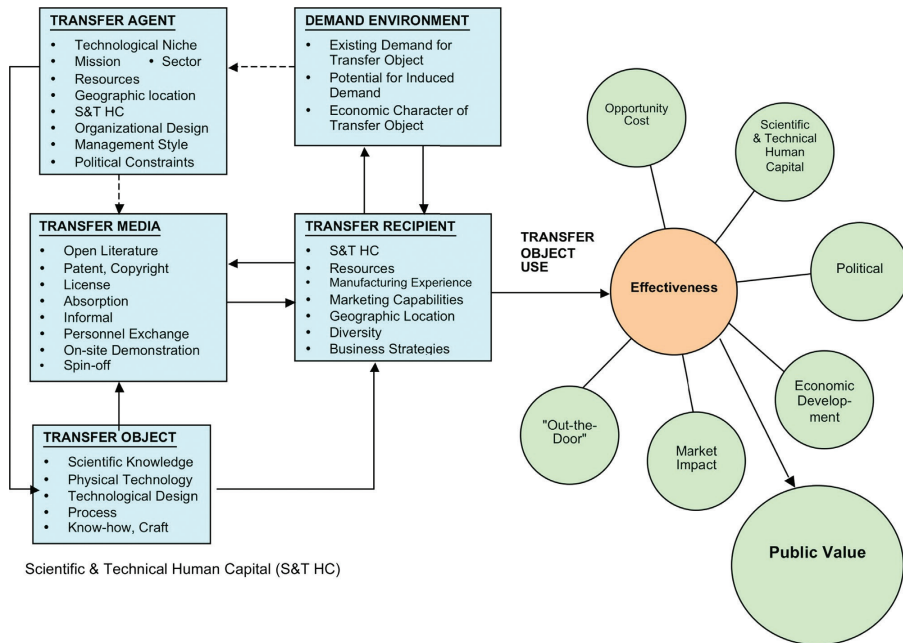 TRANSFER AGENT
• Technological Niche
• Mission • Sector
• Resources
• Geographic location
• S&T HC
• Organizational Design
• Management Style
• Political Constraints
DEMAND ENVIRONMENT
• Existing Demand for
Transfer Object
• Potential for Induced
Demand
• Economic Character of
Transfer Object
TRANSFER MEDIA
• Open Literature
• Patent, Copyright
• License
• Absorption
• Informal
• Personnel Exchange
• On-site Demonstration
• Spin-off
TRANSFER RECIPIENT
• S&T HC
• Resources
• Manufacturing Experience
• Marketing Capabilities
• Geographic Location
• Diversity
• Business Strategies
TRANSFER OBJECT
• Scientific Knowledge
• Physical Technology
• Technological Design
• Process
• Know-how, Craft
Scientific & Technical Human Capital (S&T HC)
TRANSFER
OBJECT
USE
Effectiveness
Opportunity
Cost
Scientific
& Technical
Human
Capital
Political
Economic
Develop-
ment
Market
Impact
"Out-the-
Door"
Public Value